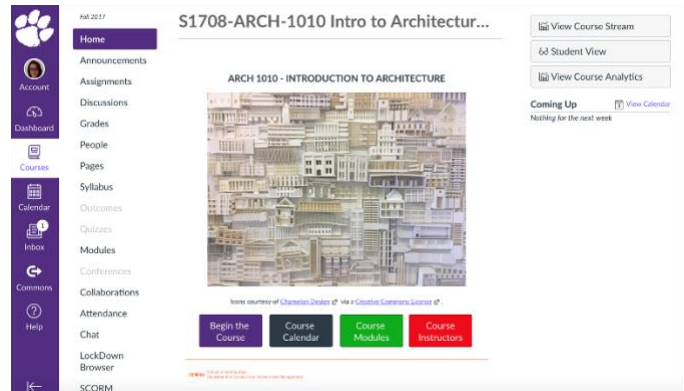 Fall 2017
S1708-ARCH-1010 Intro to Architectur...
Account
Dashboard
Courses
Calendar
1
Inbox
Commons
Help
Home
Announcements
Assignments
Discussions
Grades
People
Pages
Syllabus
Outcomes
Quizzes
Modules
Conferences
Collaborations
Attendance
Chat
LockDown
Browser
SCORM
ARCH 1010 - INTRODUCTION TO ARCHITECTURE
Icons courtesy of Chameleon Design via a Creative Commons License .
Begin the
Course
Course
Calendar
Course
Modules
Course
Instructors
View Course Stream
Student View
View Course Analytics
Coming Up
View Calendar
Nothing for the next week